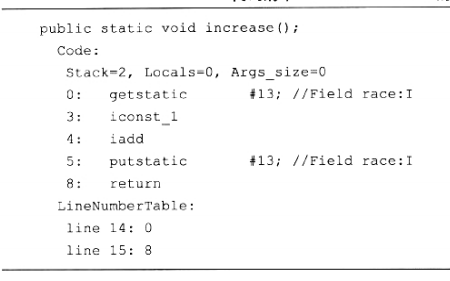 public static void increase();
Code:
Stack=2, Locals=0, Args_size=0
0: getstatic #13; //Field race:I
3: iconst_1
4: iadd
5: putstatic #13; //Field race:I
8: return
LineNumberTable:
line 14: 0
line 15: 8